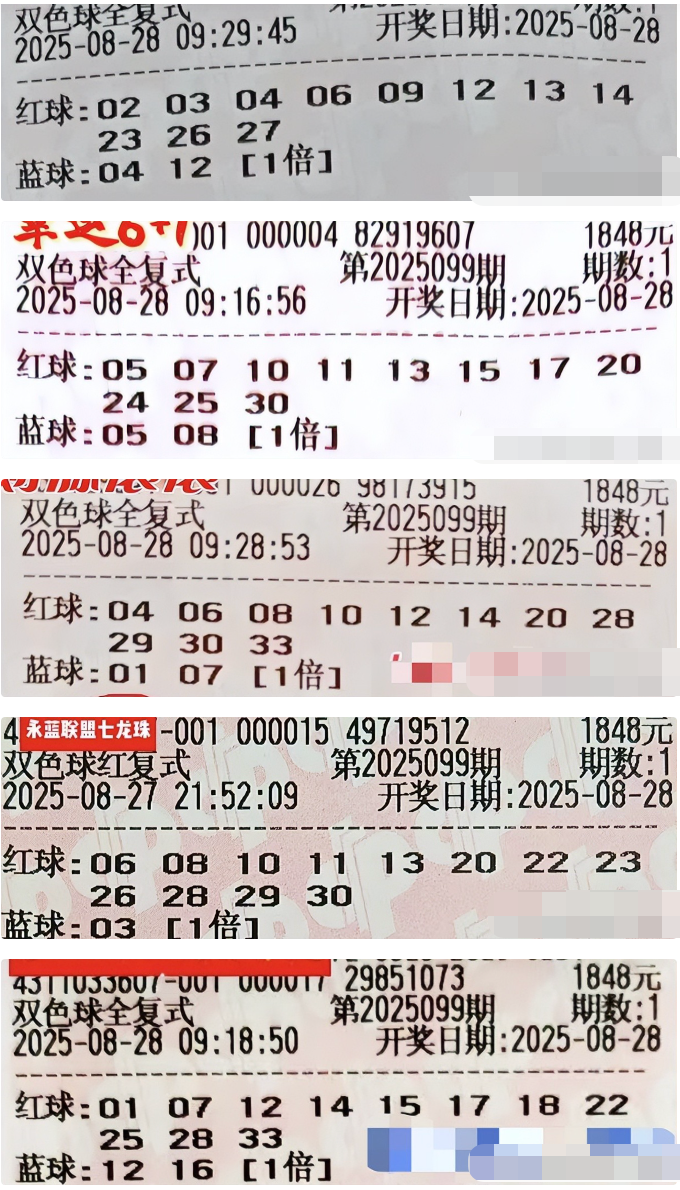 双色球全复式
2025-08-28 09:29:45 开奖日期:2025-08-28
红球:02 03 04 06 09 12 13 14
23 26 27
蓝球:04 12 [1倍]
幸运6+1 001 000004 82919607 1848元
双色球全复式 第2025099期 期数:1
2025-08-28 09:16:56 开奖日期:2025-08-28
红球:05 07 10 11 13 15 17 20
24 25 30
蓝球:05 08 [1倍]
000026 98173915 1848元
双色球全复式 第2025099期 期数:1
2025-08-28 09:28:53 开奖日期:2025-08-28
红球:04 06 08 10 12 14 20 28
29 30 33
蓝球:01 07 [1倍]
4 永蓝联盟七龙珠 -001 000015 49719512 1848元
双色球红复式 第2025099期 期数:1
2025-08-27 21:52:09 开奖日期:2025-08-28
红球:06 08 10 11 13 20 22 23
26 28 29 30
蓝球:03 [1倍]
4311033607-001 000017 29851073 1848元
双色球全复式 第2025099期 期数:1
2025-08-28 09:18:50 开奖日期:2025-08-28
红球:01 07 12 14 15 17 18 22
25 28 33
蓝球:12 16 [1倍]